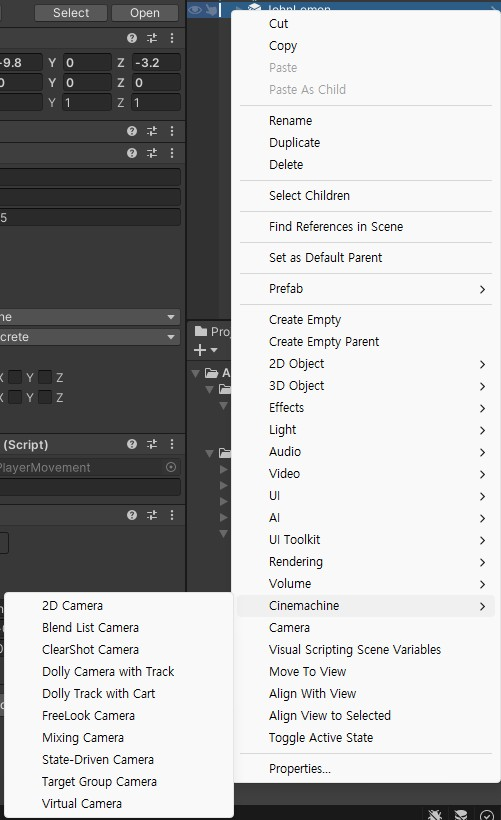 Select Open
JohnLemon
-9.8 Y 0 Z -3.2
0 Y 0 Z 0
Y 1 Z 1
5
ne
crete
X Y Z
X Y Z
(Script)
PlayerMovement
Proj
Cut
Copy
Paste
Paste As Child
Rename
Duplicate
Delete
Select Children
Find References in Scene
Set as Default Parent
Prefab
Create Empty
Create Empty Parent
2D Object
3D Object
Effects
Light
Audio
Video
UI
AI
UI Toolkit
Rendering
Volume
Cinemachine
Camera
Visual Scripting Scene Variables
Move To View
Align With View
Align View to Selected
Toggle Active State
Properties...
2D Camera
Blend List Camera
ClearShot Camera
Dolly Camera with Track
Dolly Track with Cart
FreeLook Camera
Mixing Camera
State-Driven Camera
Target Group Camera
Virtual Camera